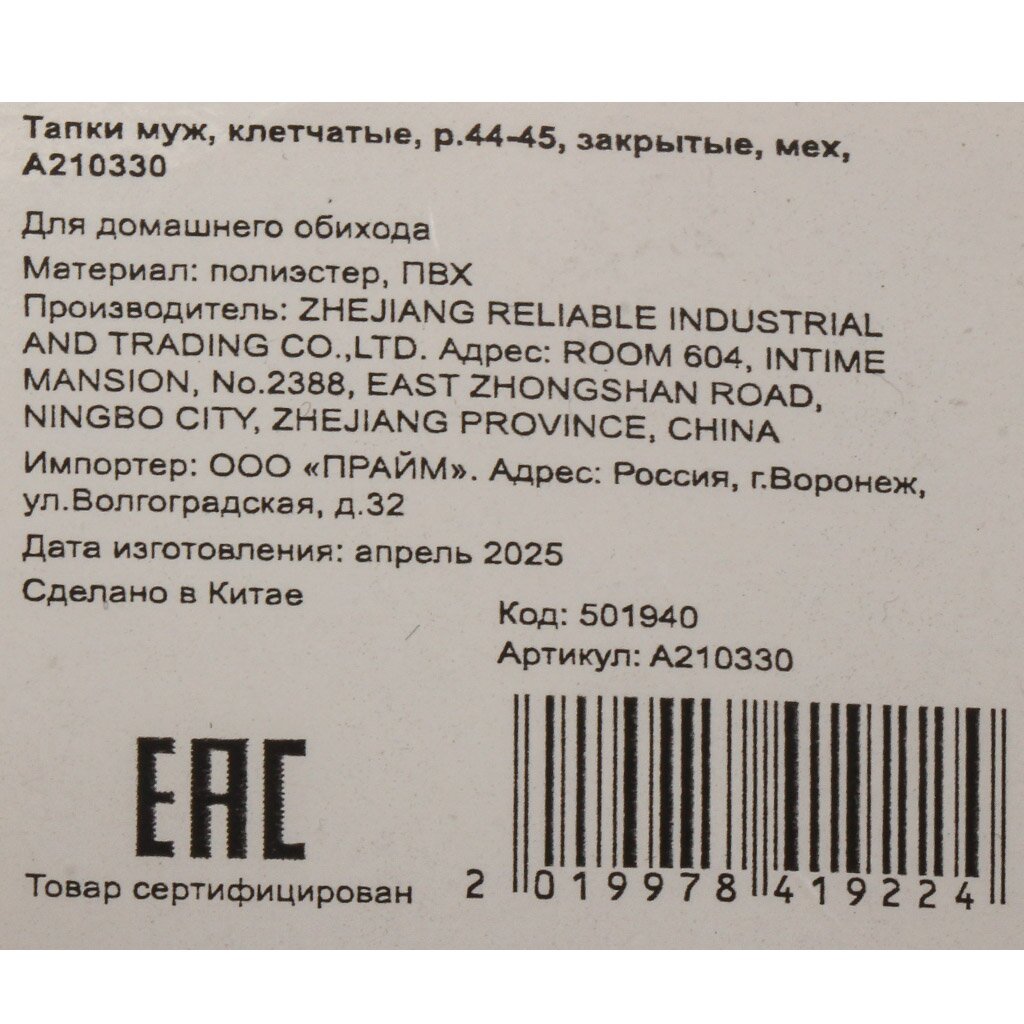 Тапки муж, клетчатые, р.44-45, закрытые, мех,
А210330
Для домашнего обихода
Материал: полиэстер, ПВХ
Производитель: ZHEJIANG RELIABLE INDUSTRIAL
AND TRADING CO.,LTD. Адрес: ROOM 604, INTIME
MANSION, No.2388, EAST ZHONGSHAN ROAD,
NINGBO CITY, ZHEJIANG PROVINCE, CHINA
Импортер: ООО «ПРАЙМ». Адрес: Россия, г.Воронеж,
ул.Волгоградская, д.32
Дата изготовления: апрель 2025
Сделано в Китае
Код: 501940
Артикул: А210330
EAC
Товар сертифицирован
2 019978 419224